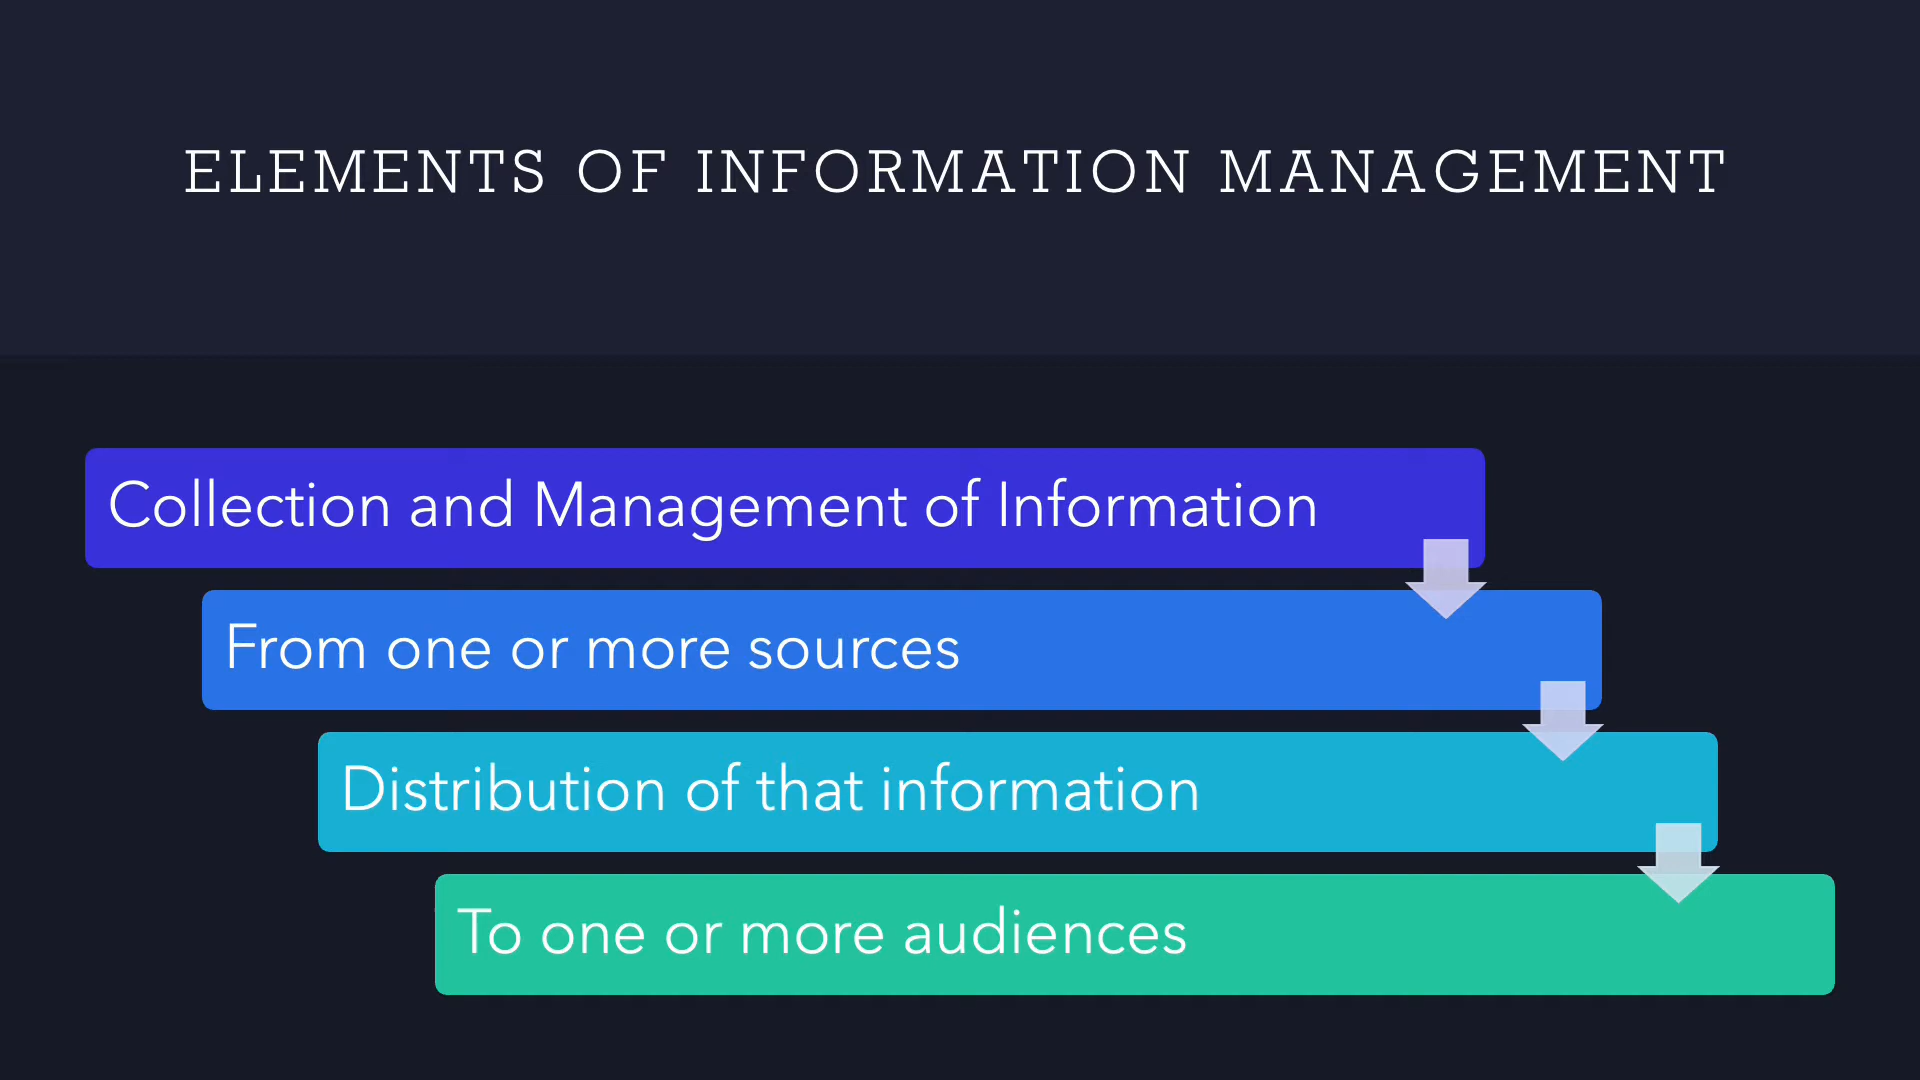 ELEMENTS OF INFORMATION MANAGEMENT
Collection and Management of Information
From one or more sources
Distribution of that information
To one or more audiences